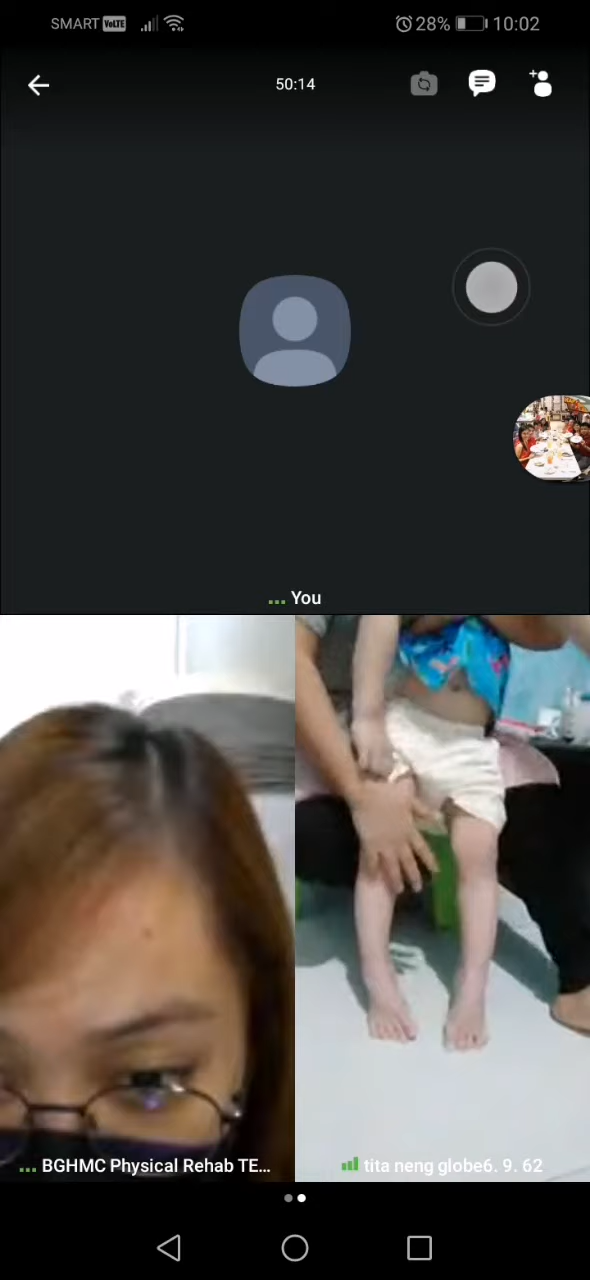 SMART VoLTE 28% 10:02
50:14
You
BGHMC Physical Rehab TE...
tita neng globe6. 9. 62